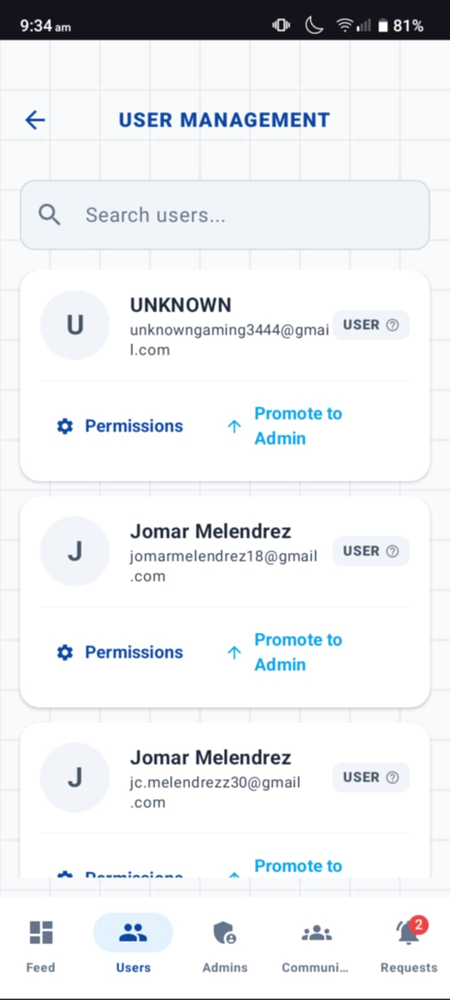 9:34 am
81%
USER MANAGEMENT
Search users...
U
UNKNOWN
unknowngaming3444@gmai
l.com
USER
Permissions
Promote to
Admin
J
Jomar Melendrez
jomarmelendrez18@gmail
.com
USER
Permissions
Promote to
Admin
J
Jomar Melendrez
jc.melendrezz30@gmail
.com
USER
Permissions
Promote to
2
Feed
Users
Admins
Communi...
Requests